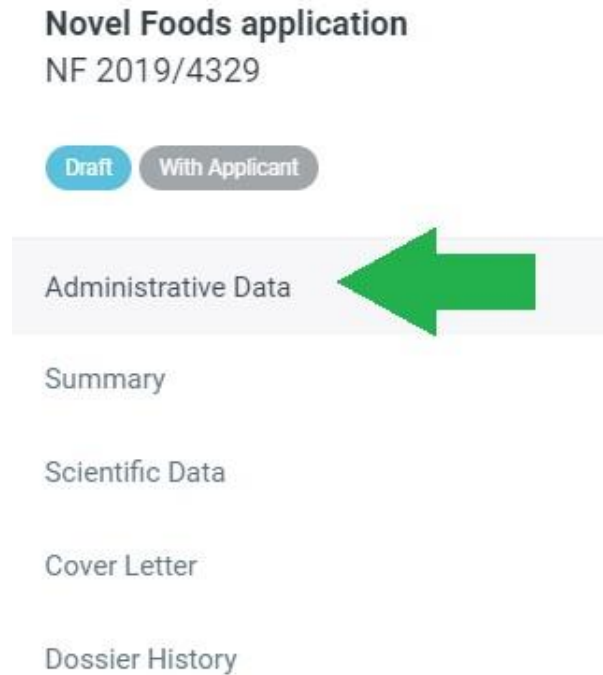 Novel Foods application
NF 2019/4329
Draft With Applicant
Administrative Data
Summary
Scientific Data
Cover Letter
Dossier History